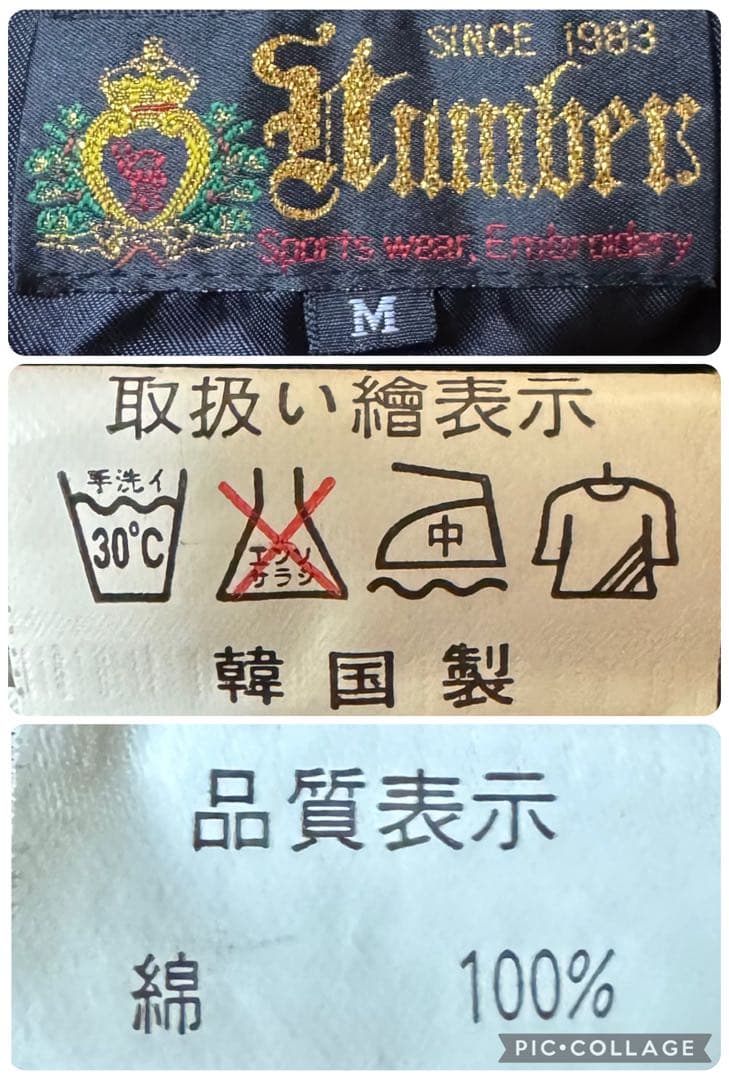 SINCE 1983
Number
Sports wear, Embroidery
M
取扱い繪表示
手洗イ
30℃
エンソ
サラシ
中
韓国製
品質表示
綿 100%
PIC•COLLAGE